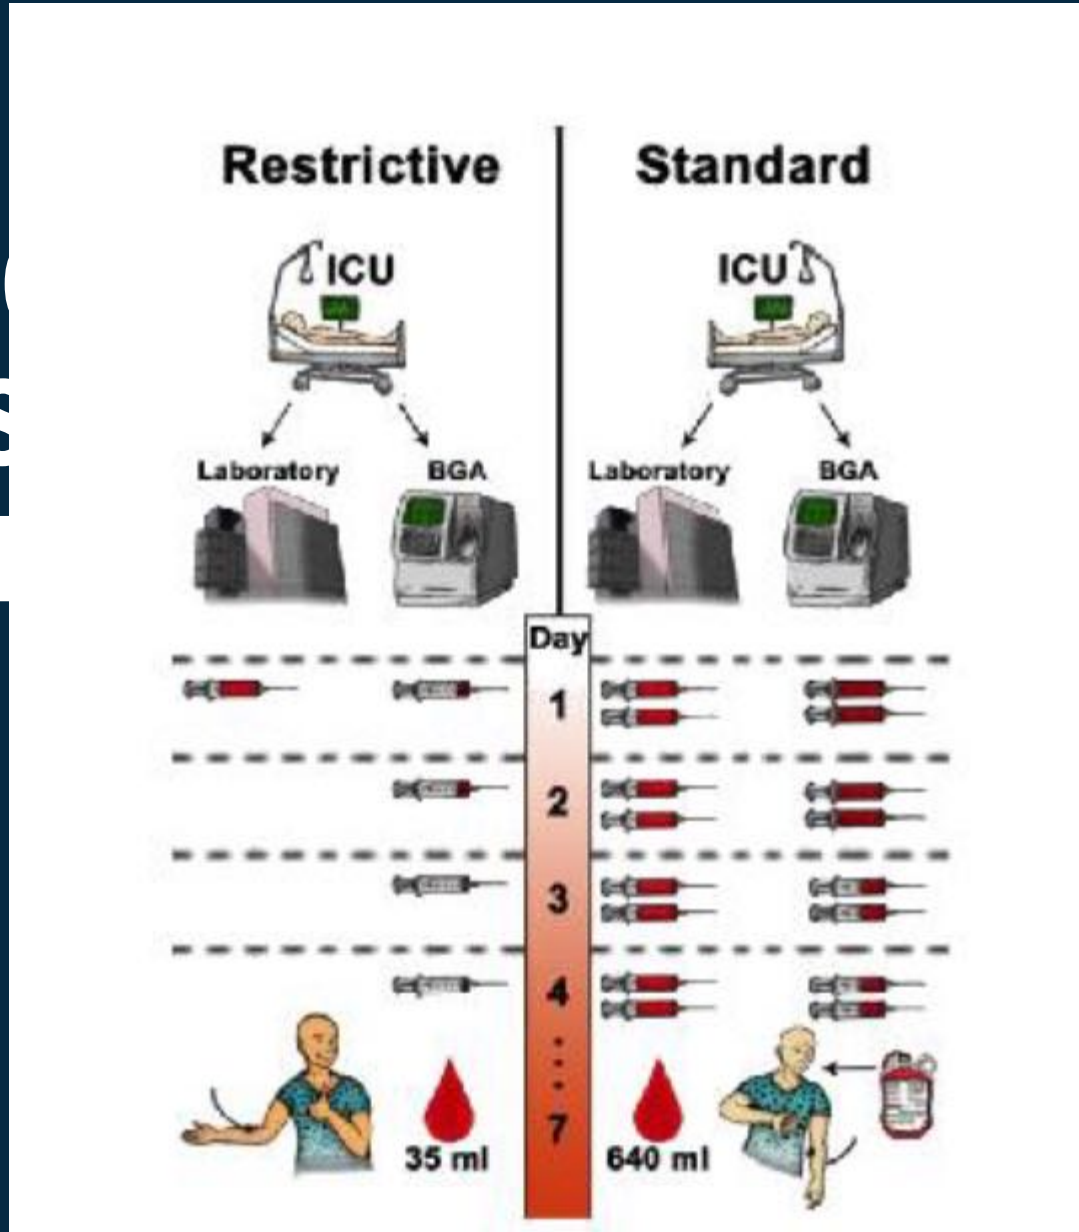 Restrictive
Standard
ICU
ICU
Laboratory
BGA
Laboratory
BGA
Day
1
2
3
4
7
35 ml
640 ml